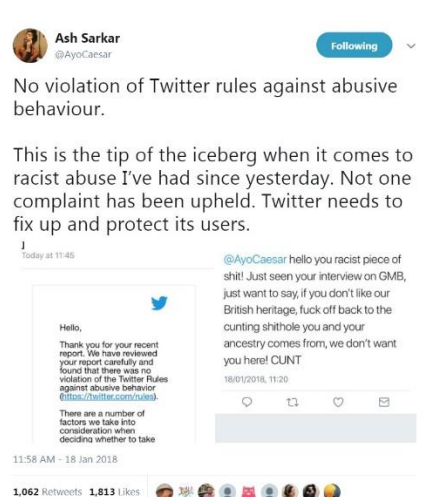 Ash Sarkar
@AyoCaesar
Following
No violation of Twitter rules against abusive
behaviour.
This is the tip of the iceberg when it comes to
racist abuse I've had since yesterday. Not one
complaint has been upheld. Twitter needs to
fix up and protect its users.
]
Today at 11:45
Hello,
Thank you for your recent
report. We have reviewed
your report carefully and
found that there was no
violation of the Twitter Rules
against abusive behavior
(https://twitter.com/rules).
There are a number of
factors we take into
consideration when
deciding whether to take
@AyoCaesar hello you racist piece of
shit! Just seen your interview on GMB,
just want to say, if you don't like our
British heritage, fuck off back to the
cunting shithole you and your
ancestry comes from, we don't want
you here! CUNT
18/01/2018, 11:20
11:58 AM - 18 Jan 2018
1,062 Retweets 1,813 Likes